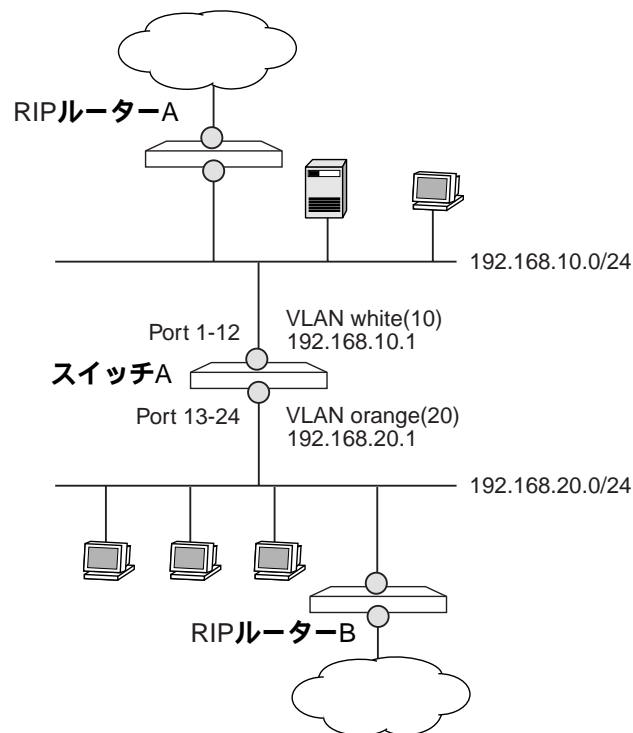 RIPルーターA
192.168.10.0/24
Port 1-12
VLAN white(10)
192.168.10.1
スイッチA
Port 13-24
VLAN orange(20)
192.168.20.1
192.168.20.0/24
RIPルーターB